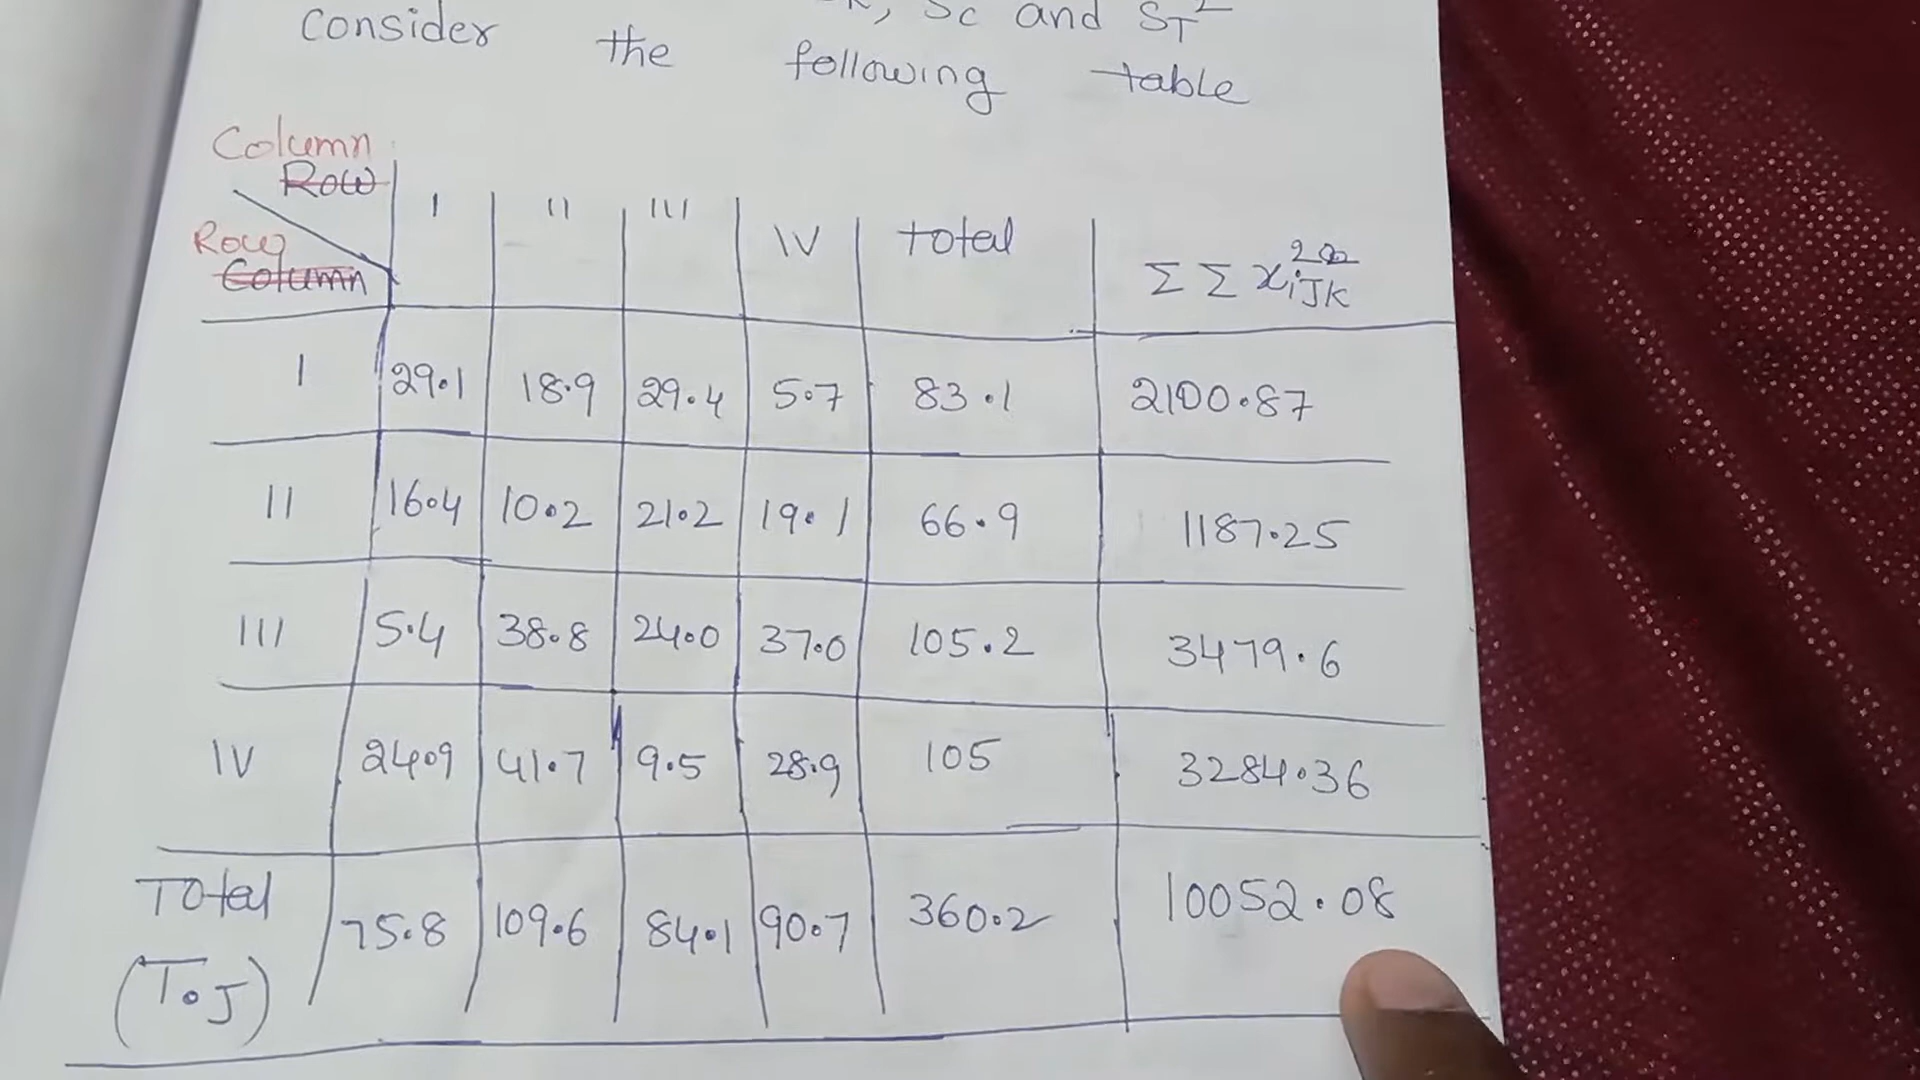 Sc and ST²
Consider the following table
Column
Row
Row
Column
I II III IV total ΣΣ x²ijk
I 29.1 18.9 29.4 5.7 83.1 2100.87
II 16.4 10.2 21.2 19.1 66.9 1187.25
III 5.4 38.8 24.0 37.0 105.2 3479.6
IV 24.9 41.7 9.5 28.9 105 3284.36
Total 75.8 109.6 84.1 90.7 360.2 10052.08
(T.J)